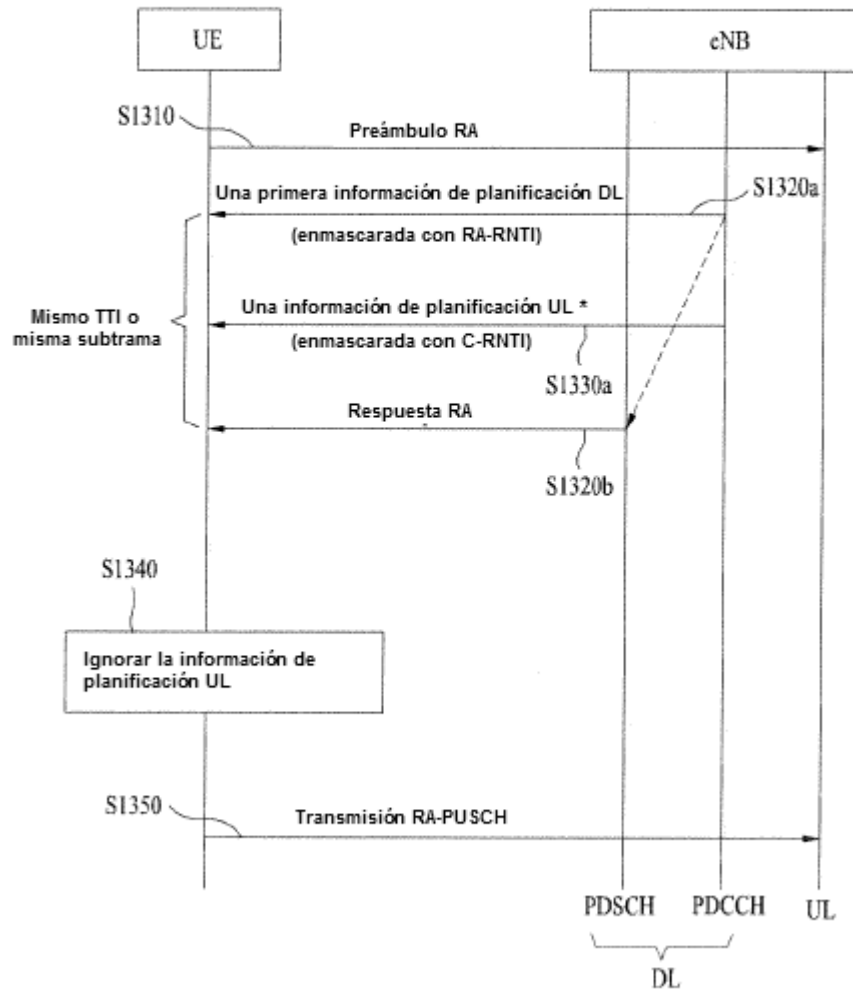 UE
eNB
S1310
Preámbulo RA
Una primera información de planificación DL
S1320a
(enmascarada con RA-RNTI)
Mismo TTI o
misma subtrama
Una información de planificación UL *
(enmascarada con C-RNTI)
S1330a
Respuesta RA
S1320b
S1340
Ignorar la información de
planificación UL
S1350
Transmisión RA-PUSCH
PDSCH
PDCCH
UL
DL